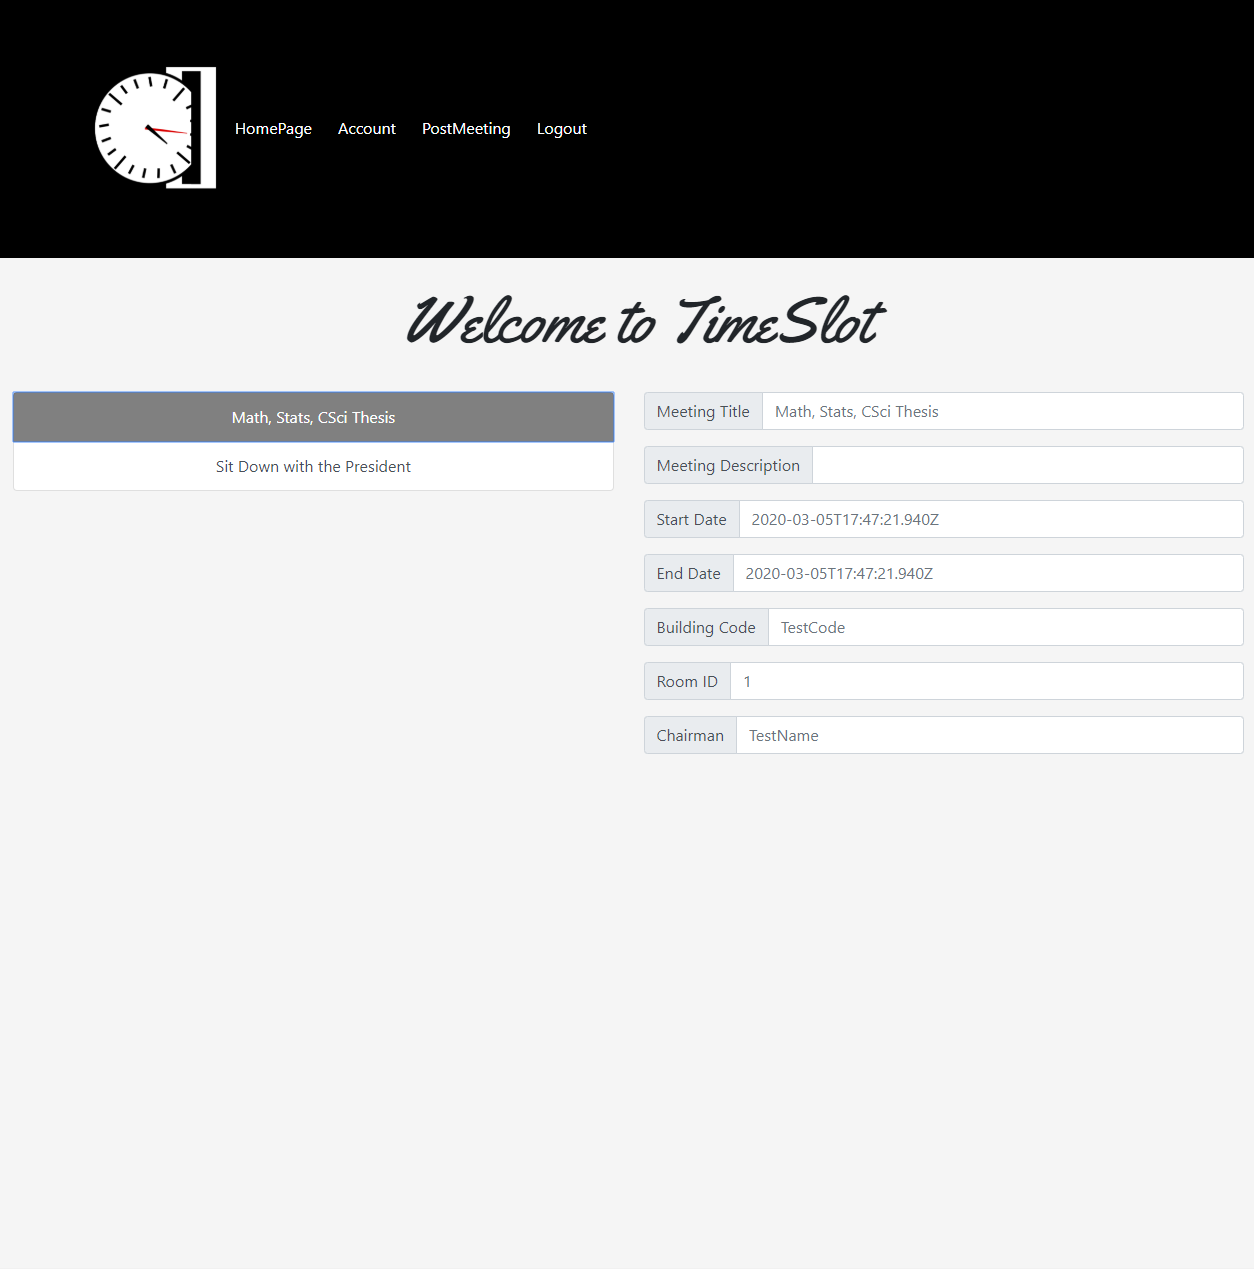 HomePage Account PostMeeting Logout
Welcome to TimeSlot
Math, Stats, CSci Thesis
Sit Down with the President
Meeting Title Math, Stats, CSci Thesis
Meeting Description
Start Date 2020-03-05T17:47:21.940Z
End Date 2020-03-05T17:47:21.940Z
Building Code TestCode
Room ID 1
Chairman TestName